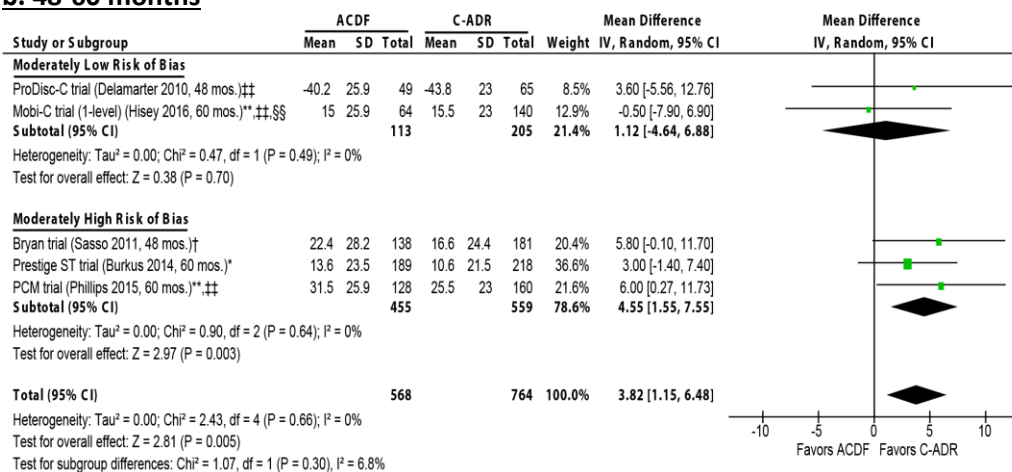 b. 48-60 months
ACDF C-ADR Mean Difference Mean Difference
Study or Subgroup Mean SD Total Mean SD Total Weight IV, Random, 95% CI IV, Random, 95% CI
Moderately Low Risk of Bias
ProDisc-C trial (Delamarter 2010, 48 mos.)‡‡ -40.2 25.9 49 -43.8 23 65 8.5% 3.60 [-5.56, 12.76]
Mobi-C trial (1-level) (Hisey 2016, 60 mos.)**,‡‡,§§ 15 25.9 64 15.5 23 140 12.9% -0.50 [-7.90, 6.90]
Subtotal (95% CI) 113 205 21.4% 1.12 [-4.64, 6.88]
Heterogeneity: Tau² = 0.00; Chi² = 0.47, df = 1 (P = 0.49); I² = 0%
Test for overall effect: Z = 0.38 (P = 0.70)
Moderately High Risk of Bias
Bryan trial (Sasso 2011, 48 mos.)† 22.4 28.2 138 16.6 24.4 181 20.4% 5.80 [-0.10, 11.70]
Prestige ST trial (Burkus 2014, 60 mos.)* 13.6 23.5 189 10.6 21.5 218 36.6% 3.00 [-1.40, 7.40]
PCM trial (Phillips 2015, 60 mos.)**,‡‡ 31.5 25.9 128 25.5 23 160 21.6% 6.00 [0.27, 11.73]
Subtotal (95% CI) 455 559 78.6% 4.55 [1.55, 7.55]
Heterogeneity: Tau² = 0.00; Chi² = 0.90, df = 2 (P = 0.64); I² = 0%
Test for overall effect: Z = 2.97 (P = 0.003)
Total (95% CI) 568 764 100.0% 3.82 [1.15, 6.48]
Heterogeneity: Tau² = 0.00; Chi² = 2.43, df = 4 (P = 0.66); I² = 0%
Test for overall effect: Z = 2.81 (P = 0.005)
Test for subgroup differences: Chi² = 1.07, df = 1 (P = 0.30), I² = 6.8%
-10 -5 0 5 10
Favors ACDF Favors C-ADR